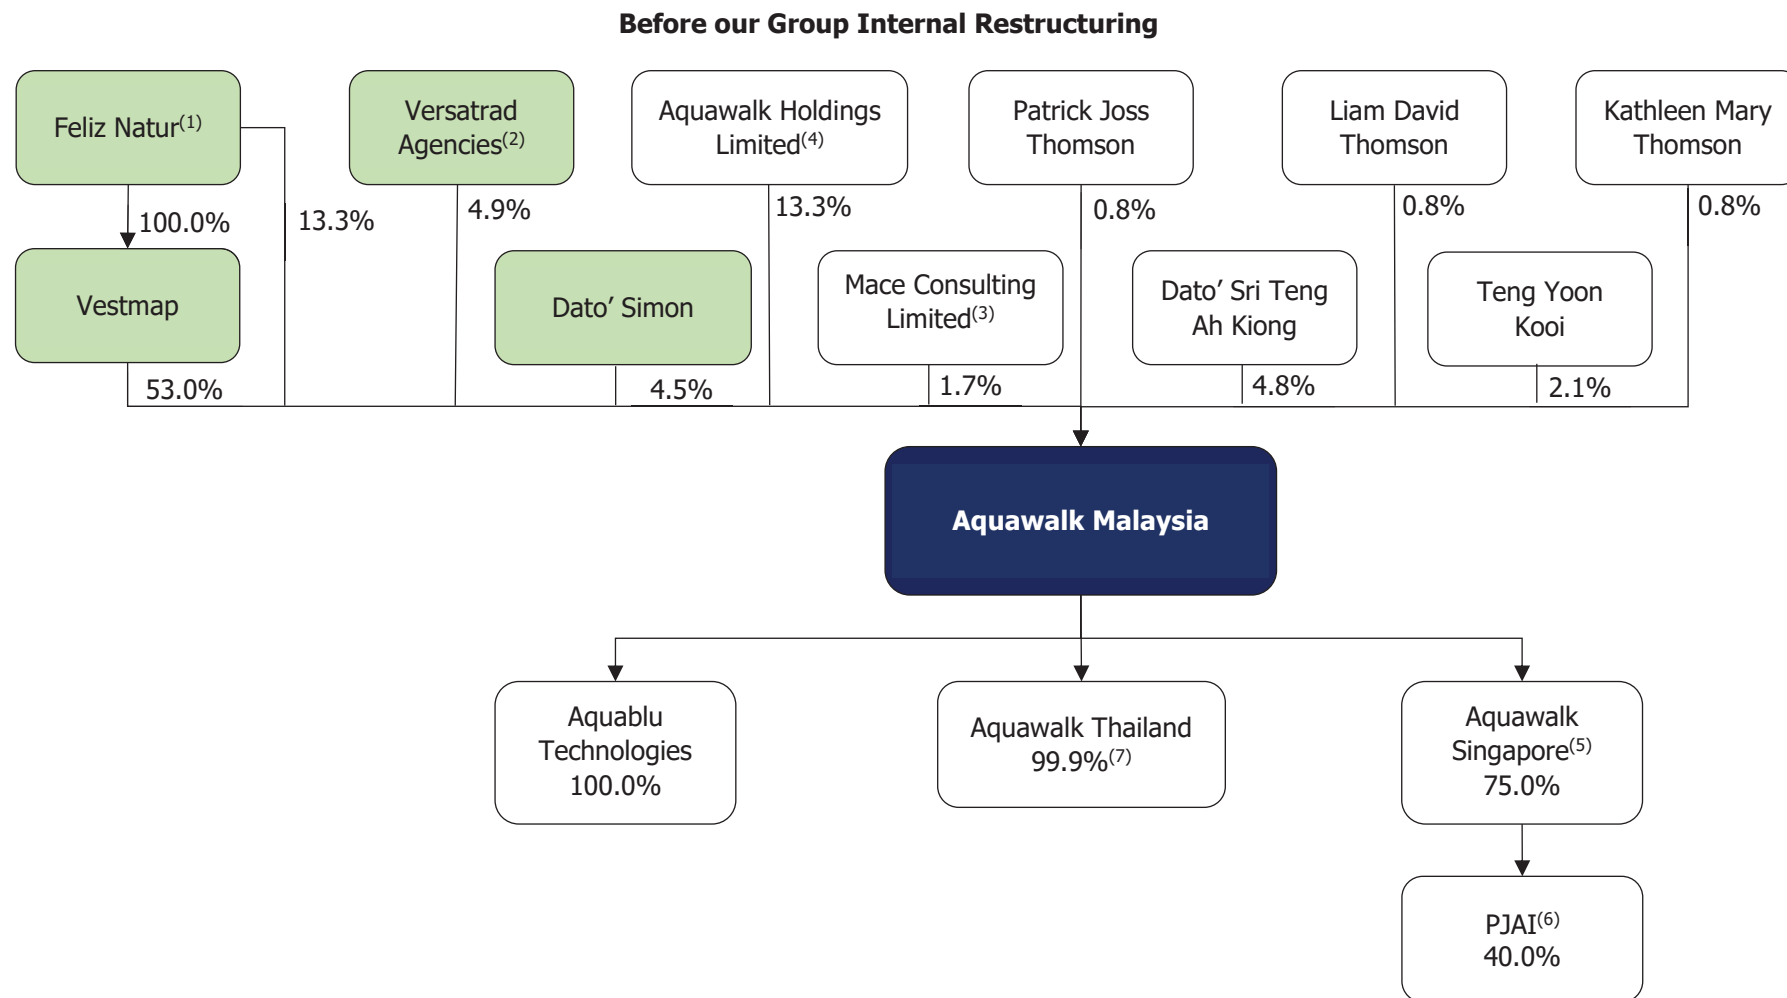 Before our Group Internal Restructuring
Feliz Natur(1)
Versatrad
Agencies(2)
Aquawalk Holdings
Limited(4)
Patrick Joss
Thomson
Liam David
Thomson
Kathleen Mary
Thomson
100.0%
13.3%
4.9%
13.3%
0.8%
0.8%
0.8%
Vestmap
Dato’ Simon
Mace Consulting
Limited(3)
Dato’ Sri Teng
Ah Kiong
Teng Yoon
Kooi
53.0%
4.5%
1.7%
4.8%
2.1%
Aquawalk Malaysia
Aquablu
Technologies
100.0%
Aquawalk Thailand
99.9%(7)
Aquawalk
Singapore(5)
75.0%
PJAI(6)
40.0%